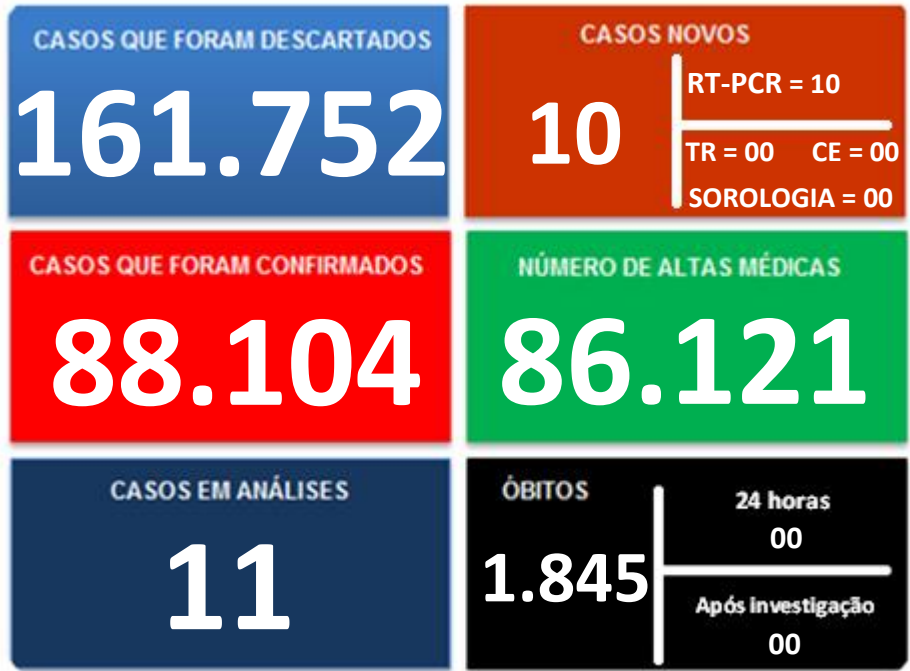 CASOS QUE FORAM DESCARTADOS
161.752
CASOS NOVOS
10
RT-PCR = 10
TR = 00 CE = 00
SOROLOGIA = 00
CASOS QUE FORAM CONFIRMADOS
88.104
NÚMERO DE ALTAS MÉDICAS
86.121
CASOS EM ANÁLISES
11
ÓBITOS
1.845
24 horas
00
Após investigação
00